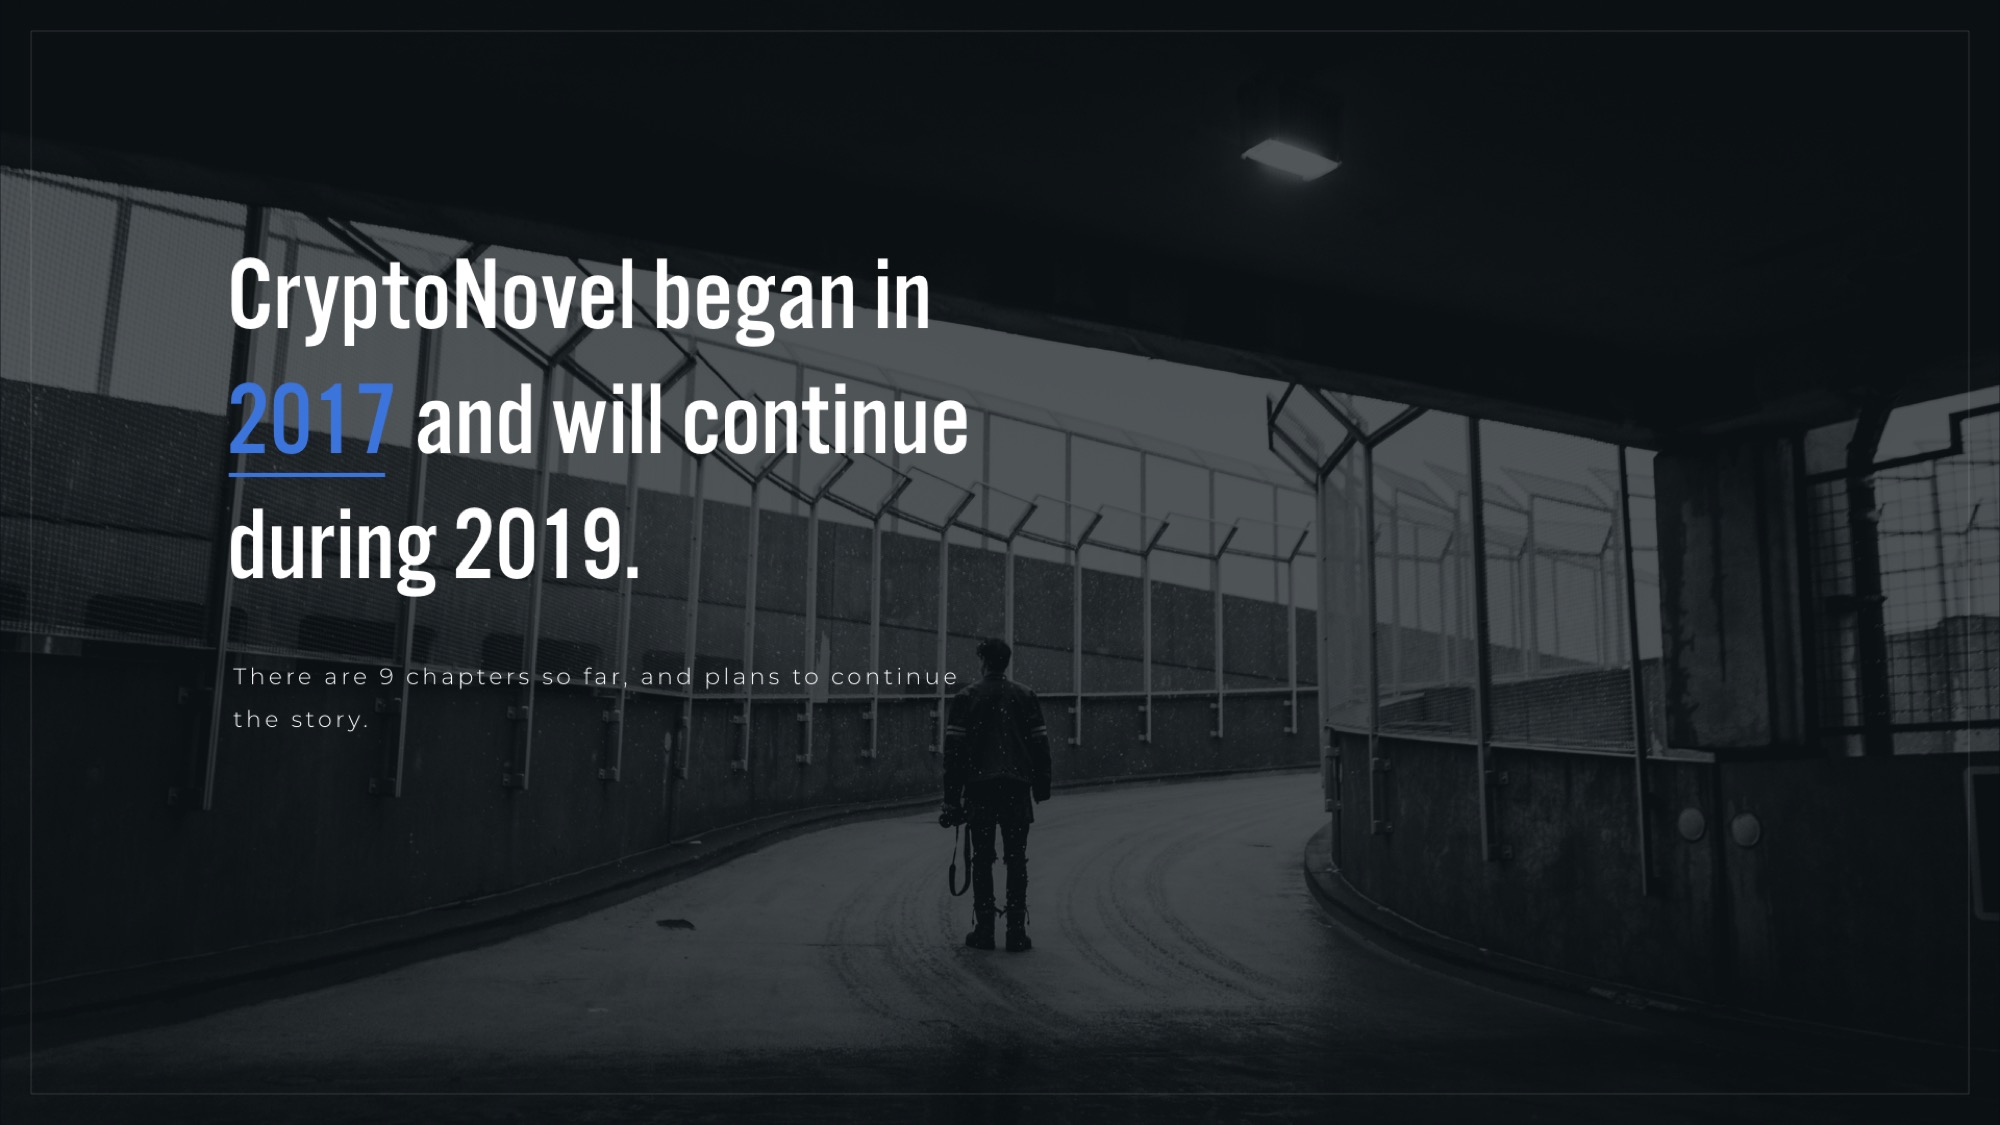 CryptoNovel began in
2017 and will continue
during 2019.
There are 9 chapters so far, and plans to continue
the story.